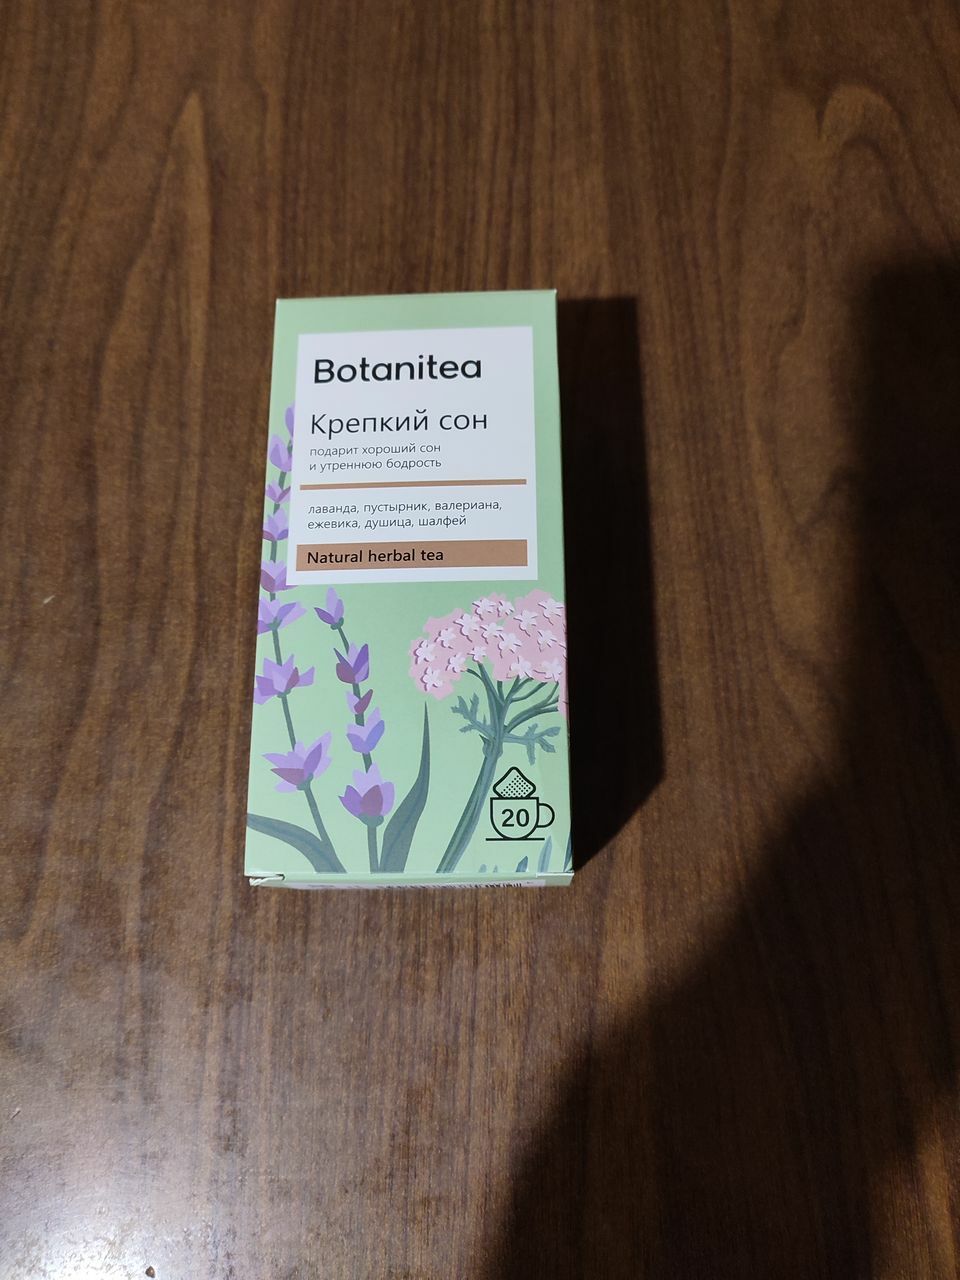 Botanitea
Крепкий сон
подарит хороший сон
и утреннюю бодрость
лаванда, пустырник, валериана,
ежевика, душица, шалфей
Natural herbal tea
20